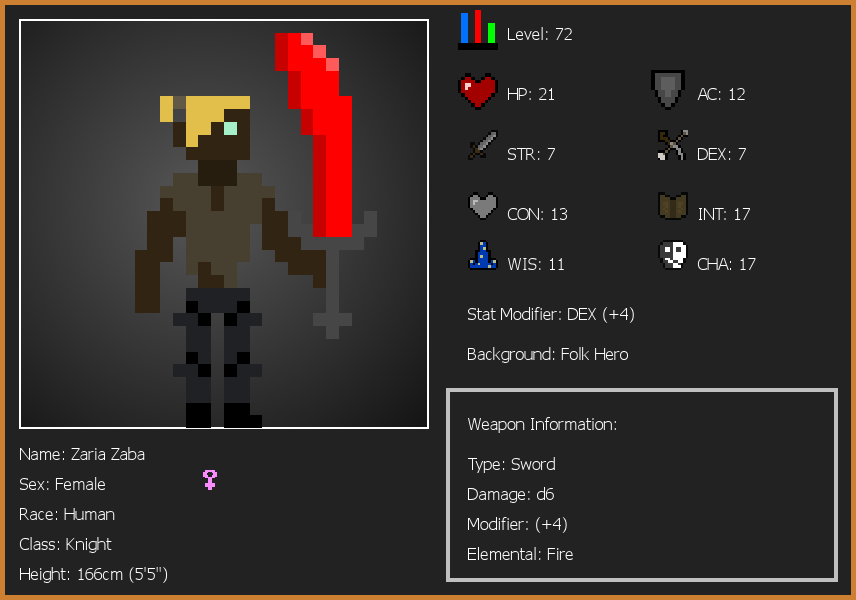 Level: 72
HP: 21
AC: 12
STR: 7
DEX: 7
CON: 13
INT: 17
WIS: 11
CHA: 17
Stat Modifier: DEX (+4)
Background: Folk Hero
Weapon Information:
Type: Sword
Damage: d6
Modifier: (+4)
Elemental: Fire
Name: Zaria Zaba
Sex: Female
Race: Human
Class: Knight
Height: 166cm (5'5")